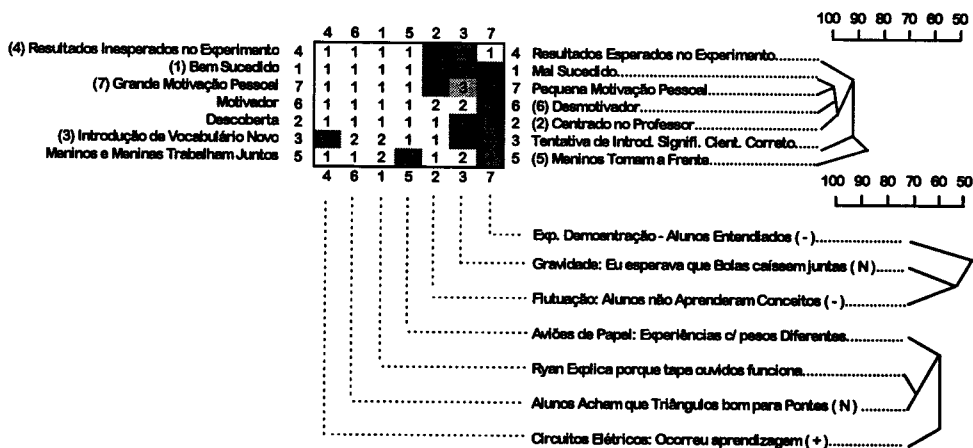 100 90 80 70 60 50
4 6 1 5 2 3 7
(4) Resultados Inesperados no Experimento 4 1 1 1 1 1 4 Resultados Esperados no Experimento
(1) Bem Sucedido 1 1 1 1 1 1 Mal Sucedido
(7) Grande Motivação Pessoal 7 1 1 1 1 3 7 Pequena Motivação Pessoal
Motivador 6 1 1 1 1 2 2 6 (6) Desmotivador
Descoberta 2 1 1 1 1 1 2 (2) Centrado no Professor
(3) Introdução de Vocabulário Novo 3 2 2 1 1 3 Tentativa de Introd. Signifi. Cient. Correto
Meninos e Meninas Trabalham Juntos 5 1 1 2 1 2 5 (5) Meninos Tomam a Frente
4 6 1 5 2 3 7
100 90 80 70 60 50
Exp. Demonstração - Alunos Entendiados ( - )
Gravidade: Eu esperava que Bolas caíssem juntas ( N )
Flutuação: Alunos não Aprenderam Conceitos ( - )
Aviões de Papel: Experiências c/ pesos Diferentes
Ryan Explica porque tapa ouvidos funciona
Alunos Acham que Triângulos bom para Pontes ( N )
Circuitos Elétricos: Ocorreu aprendizagem ( + )